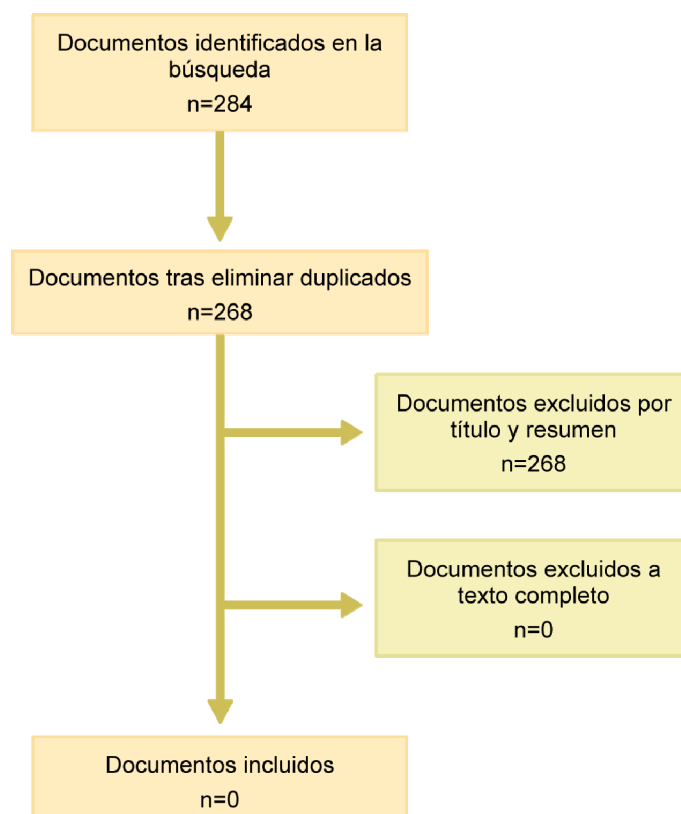 Documentos identificados en la
búsqueda
n=284
Documentos tras eliminar duplicados
n=268
Documentos excluidos por
título y resumen
n=268
Documentos excluidos a
texto completo
n=0
Documentos incluidos
n=0